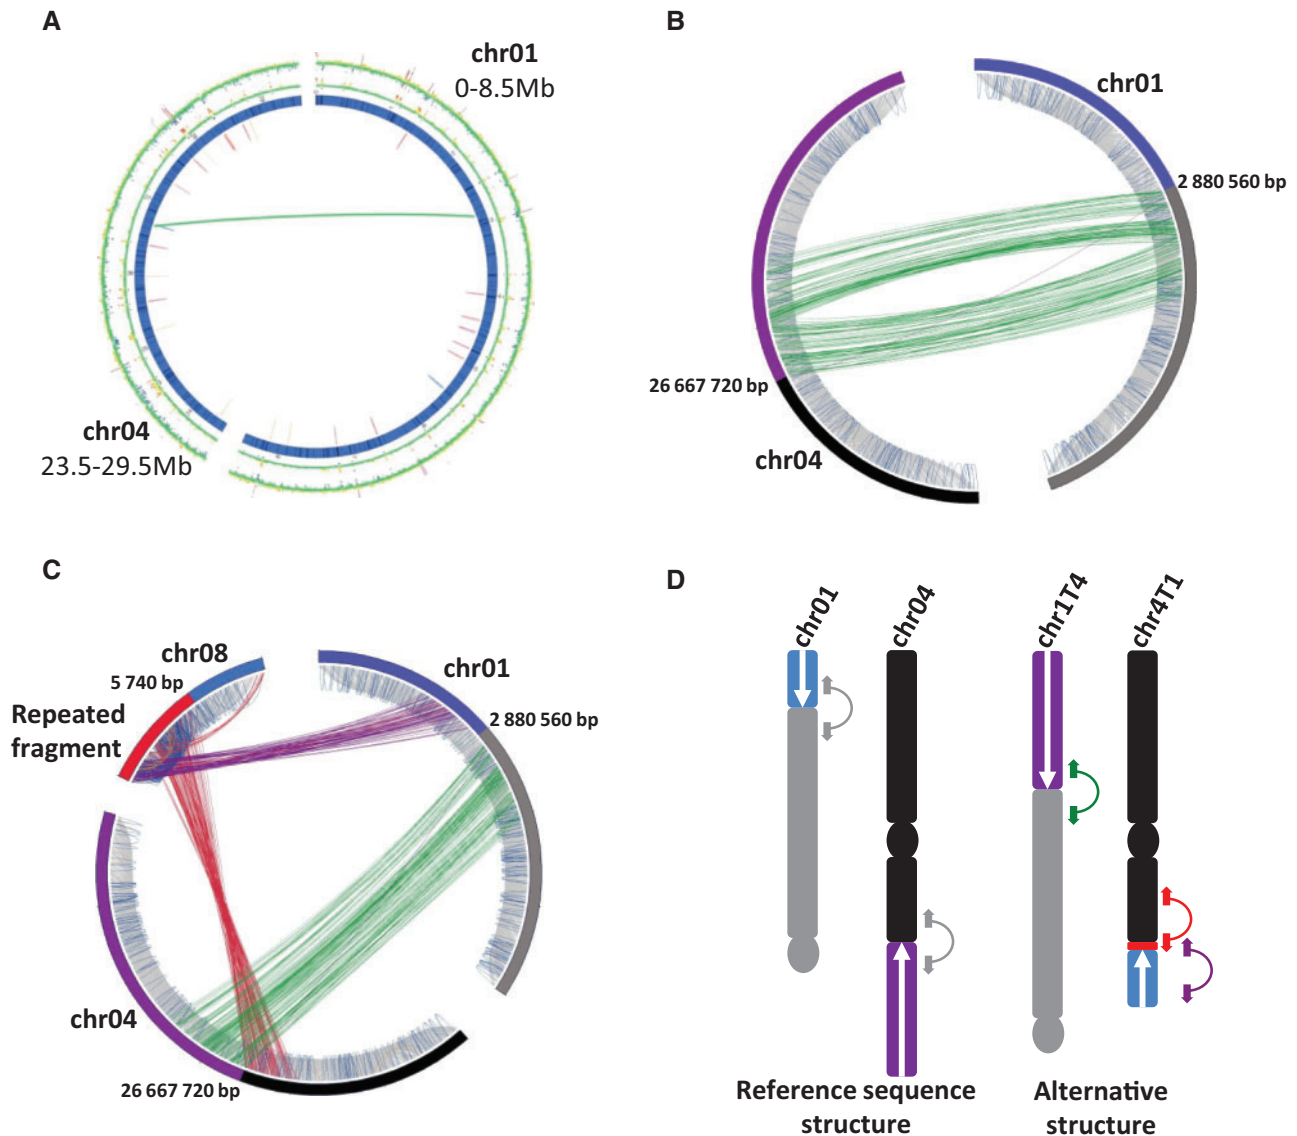 A
chr01
0-8.5Mb
chr04
23.5-29.5Mb
B
chr01
2 880 560 bp
26 667 720 bp
chr04
C
chr08
5 740 bp
Repeated
fragment
chr01
2 880 560 bp
chr04
26 667 720 bp
D
chr01
chr04
chr1T4
chr4T1
Reference sequence
structure
Alternative
structure